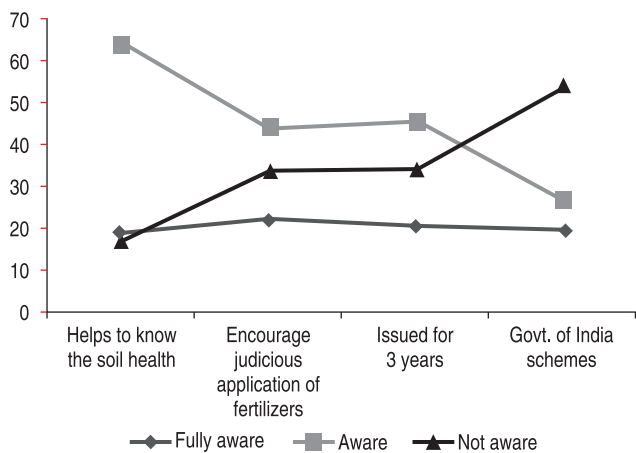 70
60
50
40
30
20
10
0
Helps to know
the soil health
Encourage
judicious
application of
fertilizers
Issued for
3 years
Govt. of India
schemes
Fully aware
Aware
Not aware